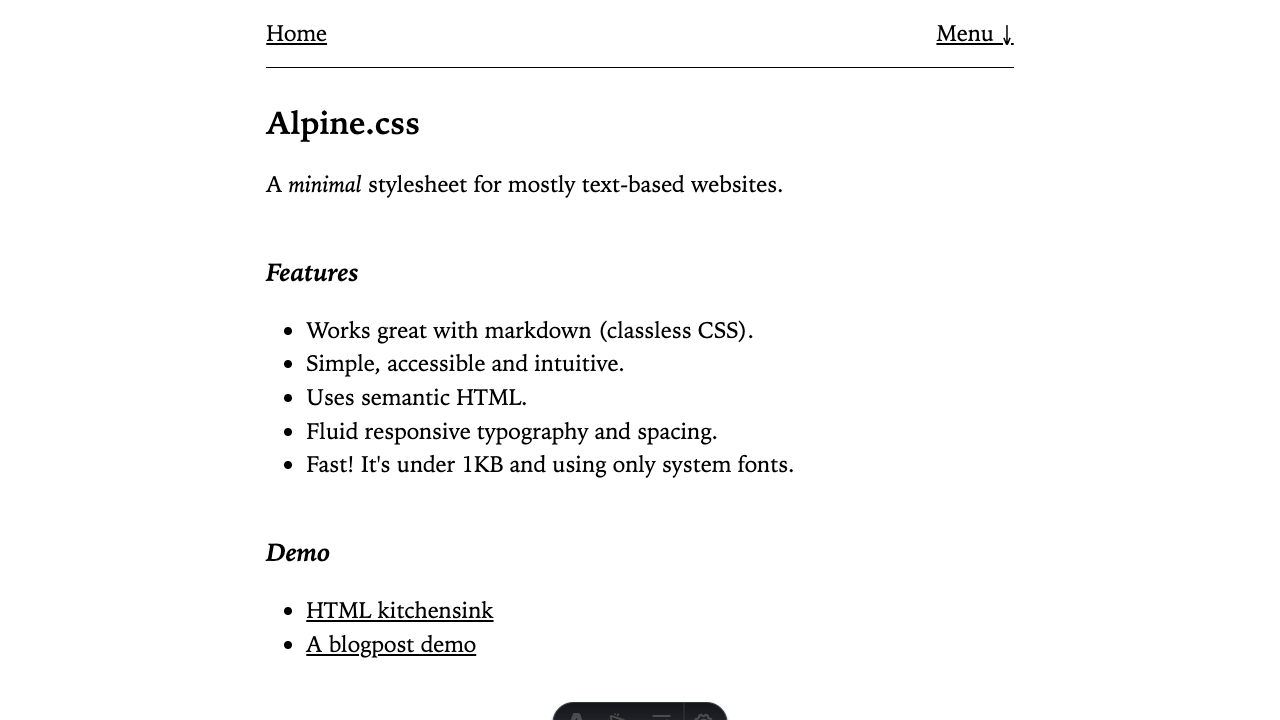 Home
Menu ↓
Alpine.css
A minimal stylesheet for mostly text-based websites.
Features
Works great with markdown (classless CSS).
Simple, accessible and intuitive.
Uses semantic HTML.
Fluid responsive typography and spacing.
Fast! It's under 1KB and using only system fonts.
Demo
HTML kitchensink
A blogpost demo